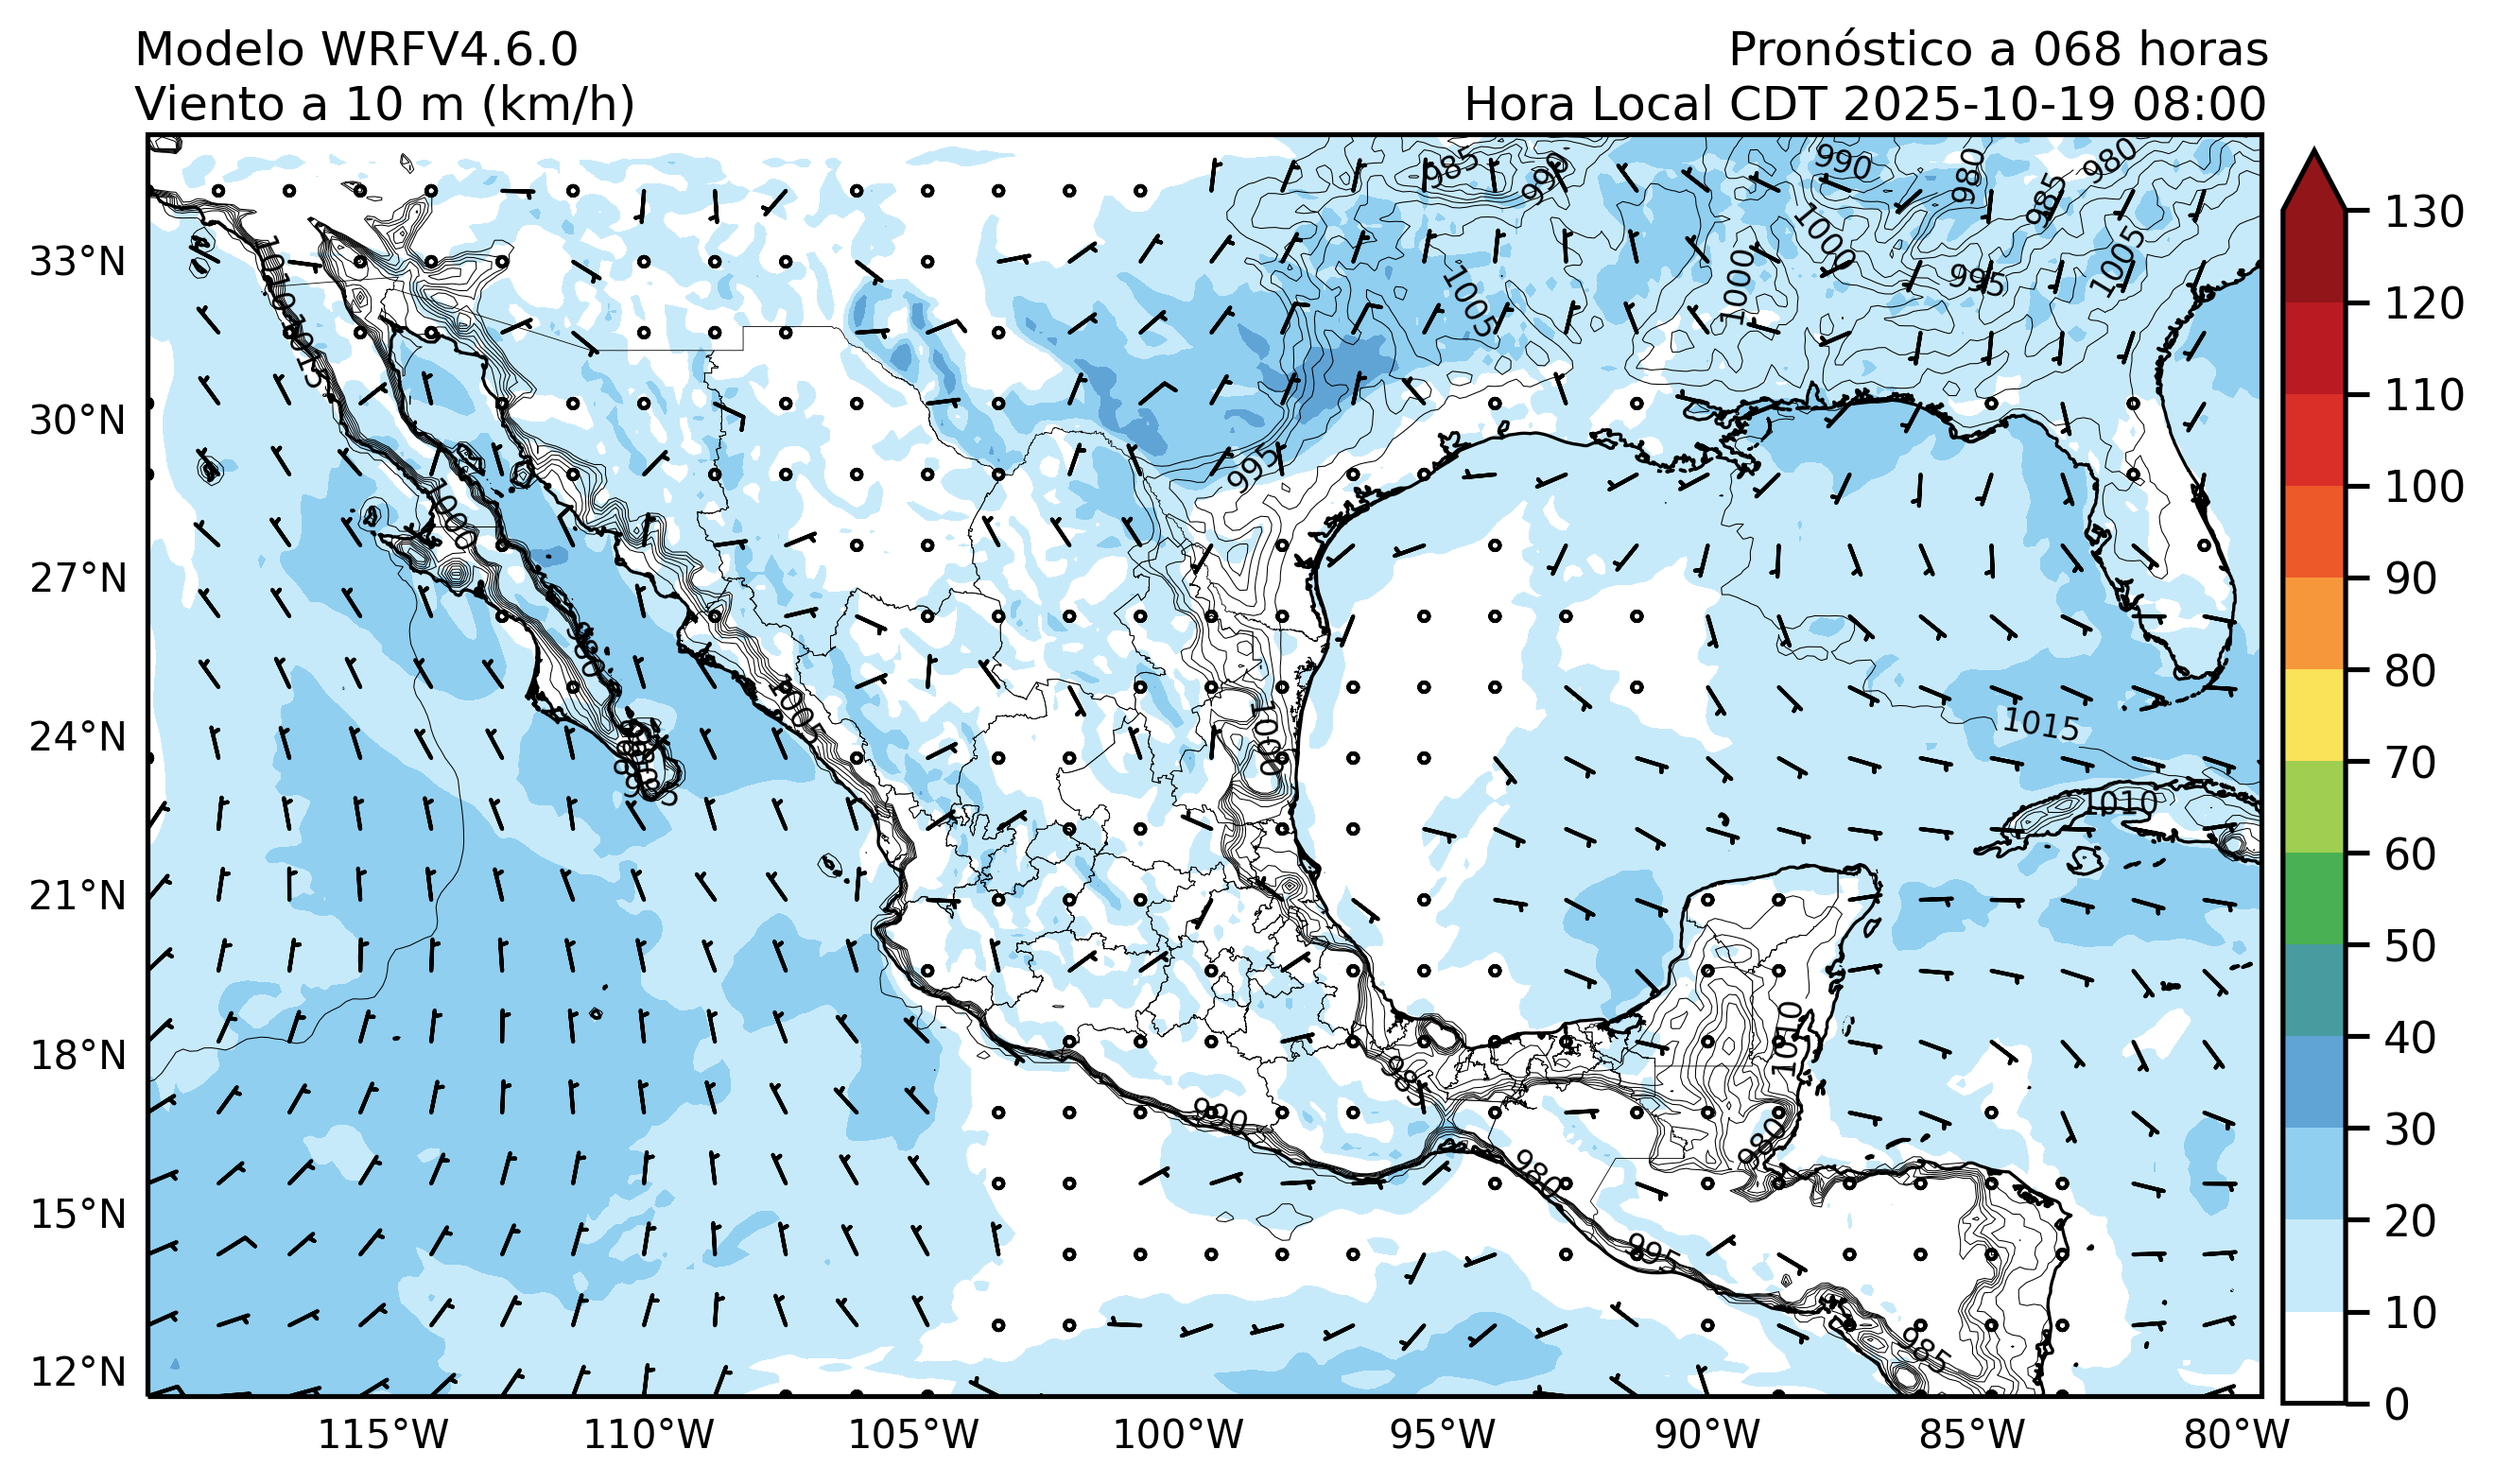 Modelo WRFV4.6.0
Pronóstico a 068 horas
Viento a 10 m (km/h)
Hora Local CDT 2025-10-19 08:00
985
990
990
980
985
980
1000
1005
1000
995
1005
1010
1015
995
1000
1005
1000
1015
1010
1010
985
990
980
980
995
985
33°N
30°N
27°N
24°N
21°N
18°N
15°N
12°N
115°W
110°W
105°W
100°W
95°W
90°W
85°W
80°W
130
120
110
100
90
80
70
60
50
40
30
20
10
0